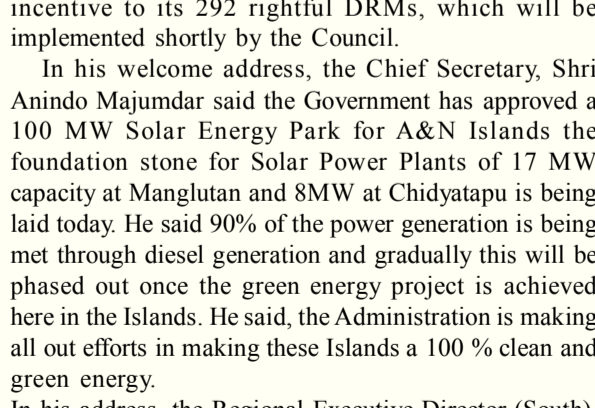 incentive to its 292 rightful DRMs, which will be
implemented shortly by the Council.
In his welcome address, the Chief Secretary, Shri
Anindo Majumdar said the Government has approved a
100 MW Solar Energy Park for A&N Islands the
foundation stone for Solar Power Plants of 17 MW
capacity at Manglutan and 8MW at Chidyatapu is being
laid today. He said 90% of the power generation is being
met through diesel generation and gradually this will be
phased out once the green energy project is achieved
here in the Islands. He said, the Administration is making
all out efforts in making these Islands a 100 % clean and
green energy.
In his address, the Regional Executive Director (South),